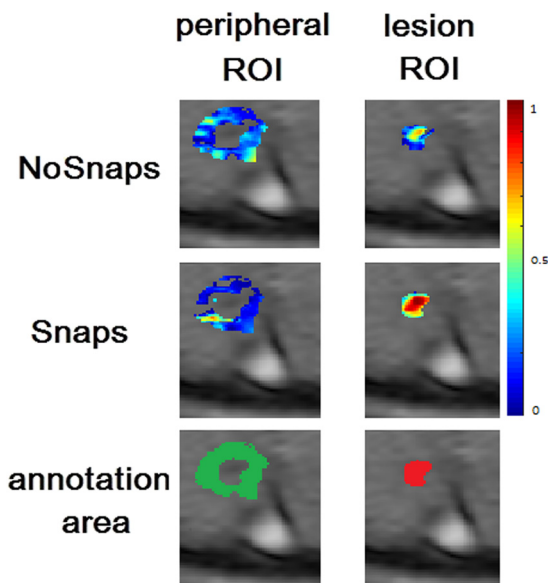 peripheral
ROI
lesion
ROI
NoSnaps
1
0.5
Snaps
0
annotation
area